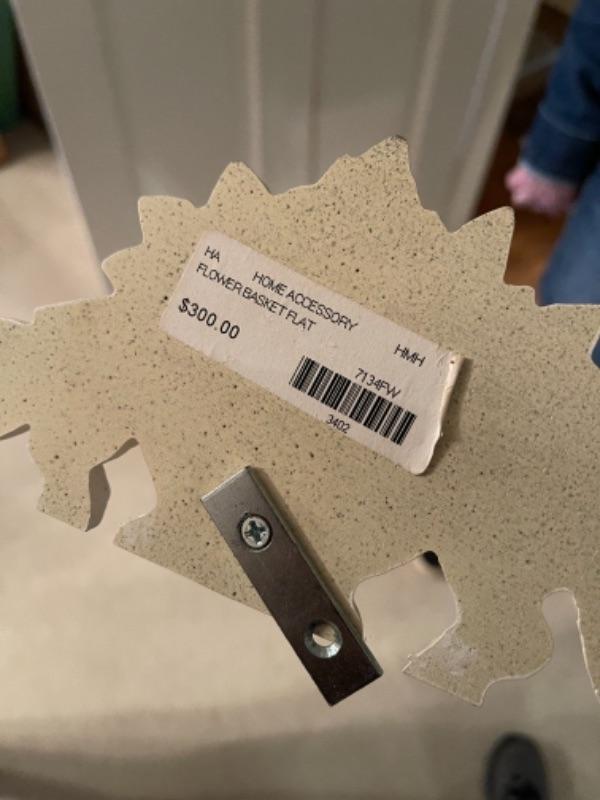 HA HOME ACCESSORY
FLOWER BASKET FLAT HMH
$300.00 7134FW
3402